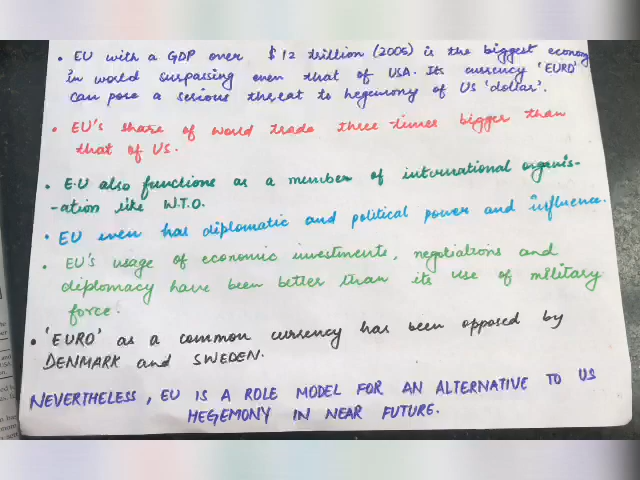 • EU with a GDP over $12 trillion (2005) is the biggest economy
in world surpassing even that of USA. Its currency 'EURO'
can pose a serious threat to hegemony of US 'dollar'.
• EU's share of world trade three-times bigger than
that of US.
• E.U also functions as a member of international organis-
-ation like W.T.O.
• EU even has diplomatic and political power and influence.
• EU's usage of economic investments, negotiations and
diplomacy have been better than its use of military
force.
• 'EURO' as a common currency has been opposed by
DENMARK and SWEDEN.
NEVERTHELESS, EU IS A ROLE MODEL FOR AN ALTERNATIVE TO US
HEGEMONY IN NEAR FUTURE.